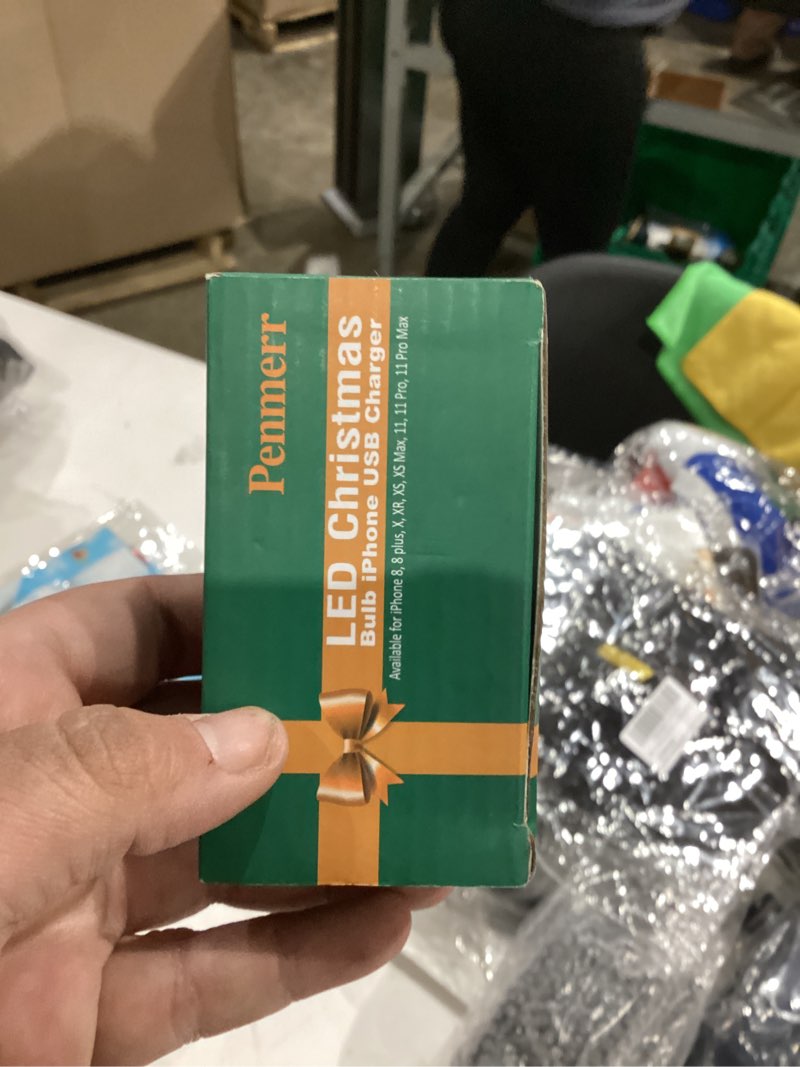 Penmerr
LED Christmas
Bulb iPhone USB Charger
Available for iPhone 8, 8 plus, X, XR, XS, XS Max, 11, 11 Pro, 11 Pro Max